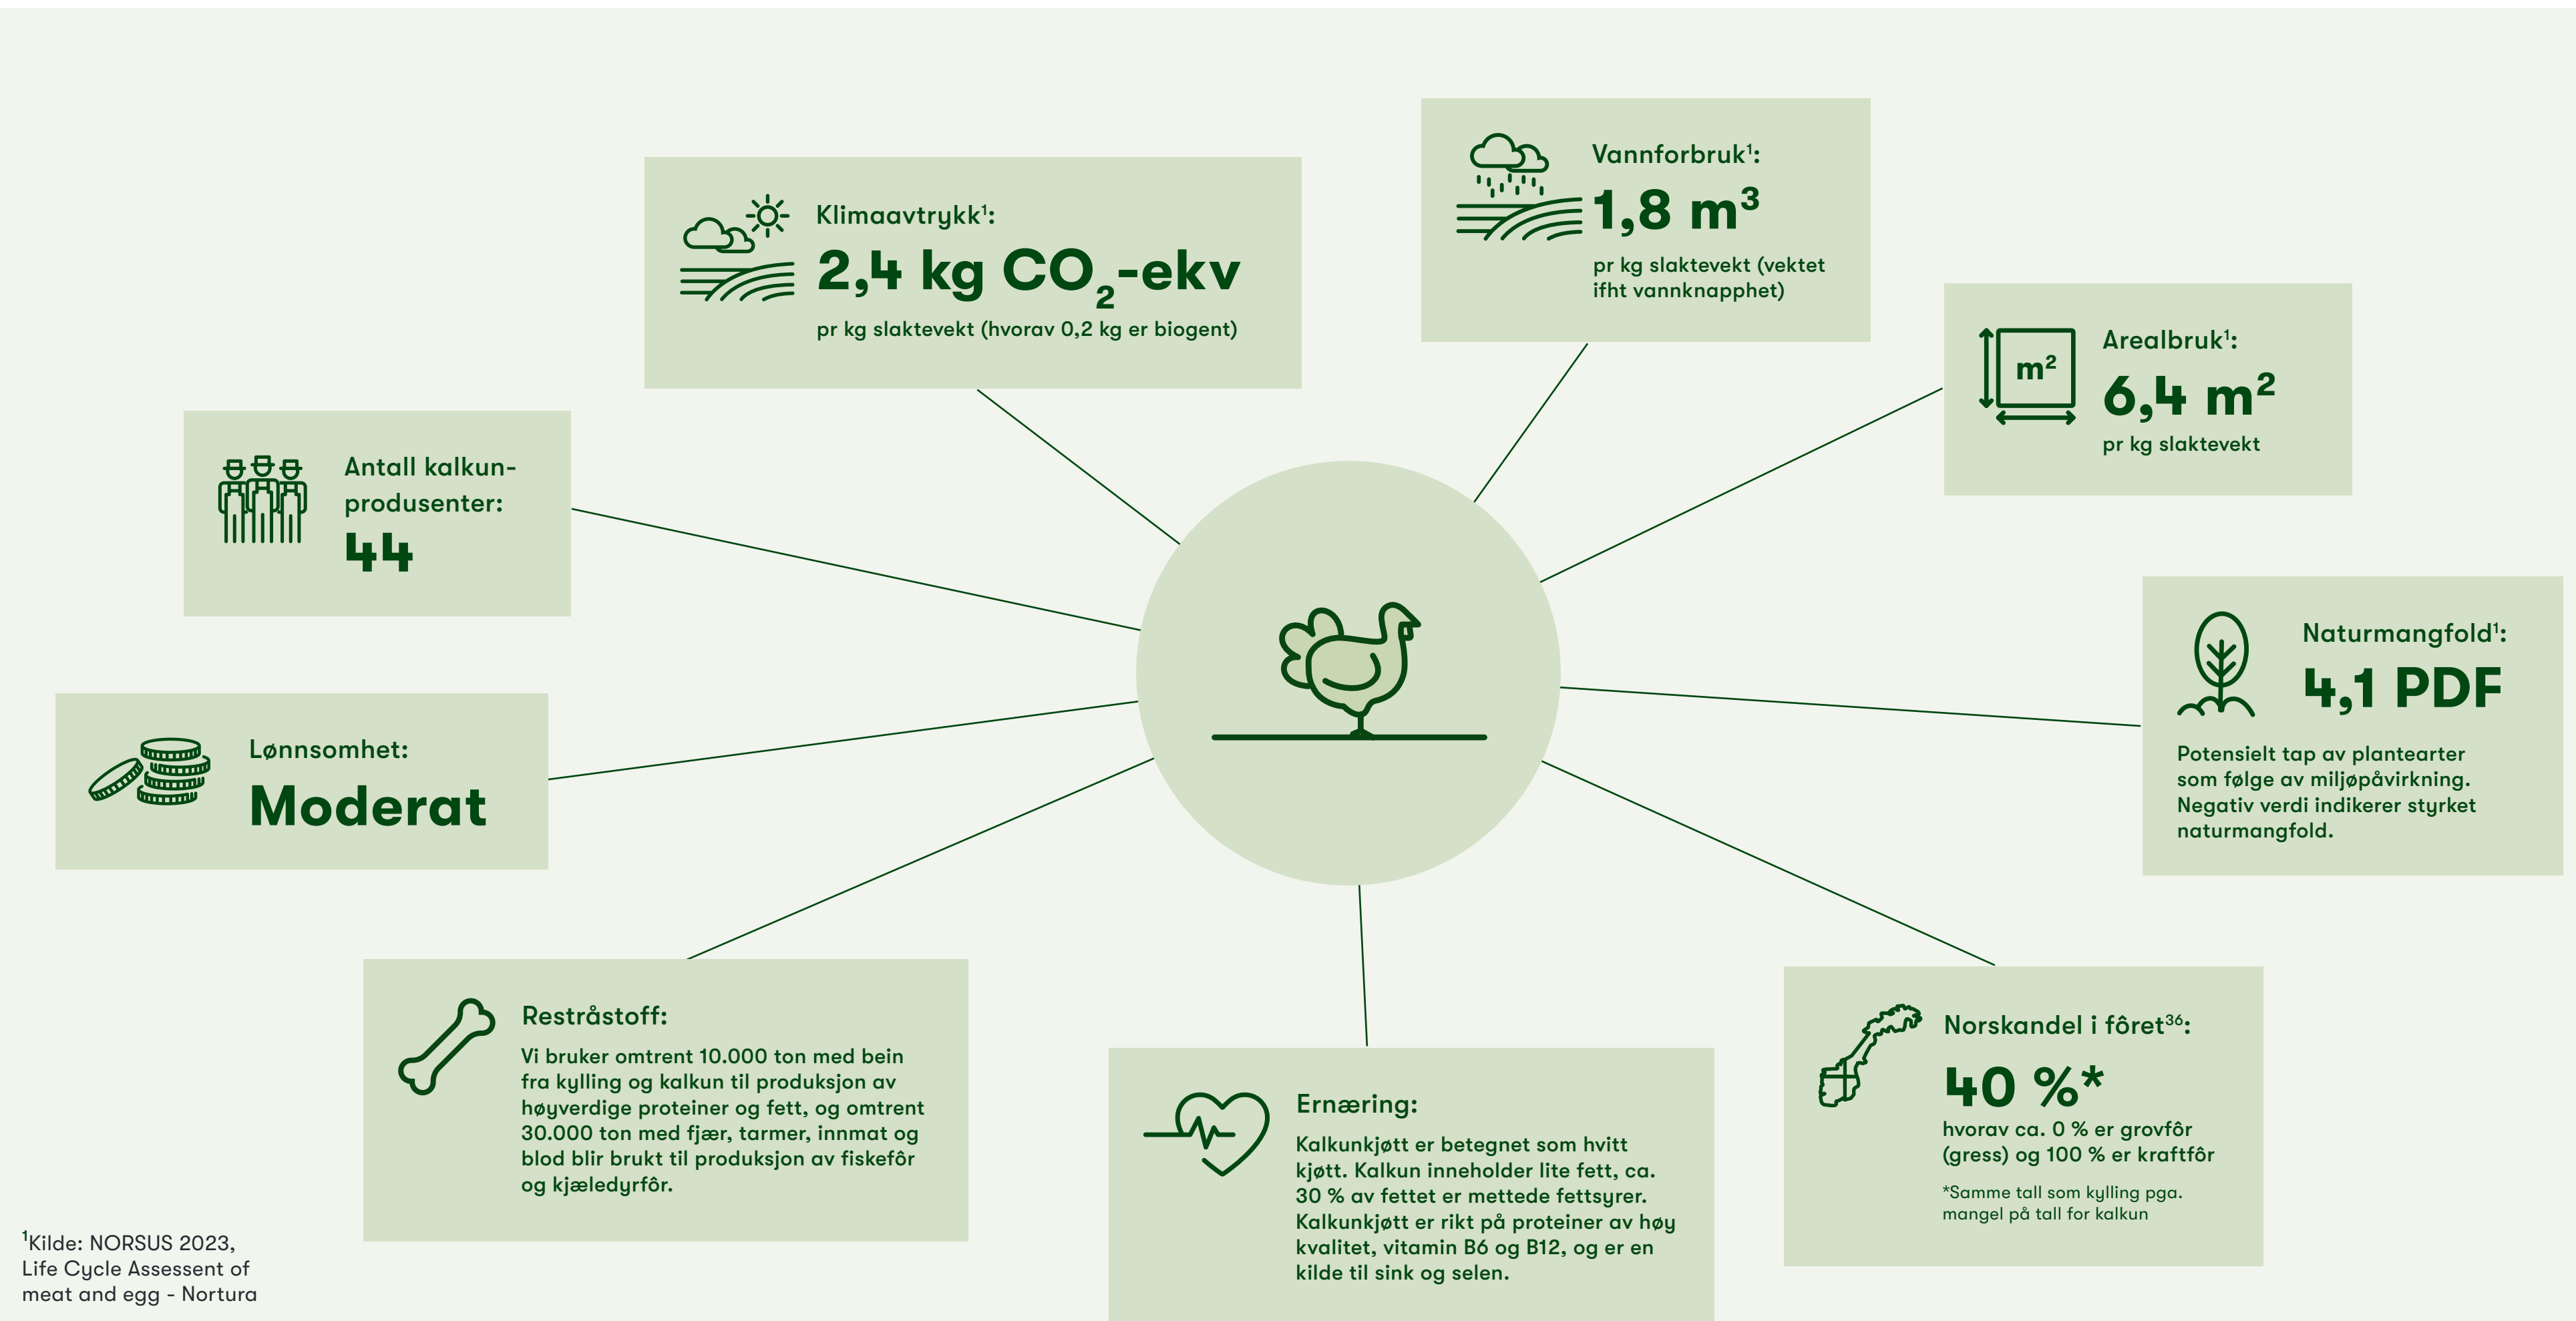 Klimaavtrykk¹:
2,4 kg CO₂-ekv
pr kg slaktevekt (hvorav 0,2 kg er biogent)
Vannforbruk¹:
1,8 m³
pr kg slaktevekt (vektet
ifht vannknapphet)
m²
Arealbruk¹:
6,4 m²
pr kg slaktevekt
Antall kalkun-
produsenter:
44
Naturmangfold¹:
4,1 PDF
Potensielt tap av plantearter
som følge av miljøpåvirkning.
Negativ verdi indikerer styrket
naturmangfold.
Lønnsomhet:
Moderat
Restråstoff:
Vi bruker omtrent 10.000 ton med bein
fra kylling og kalkun til produksjon av
høyverdige proteiner og fett, og omtrent
30.000 ton med fjær, tarmer, innmat og
blod blir brukt til produksjon av fiskefôr
og kjæledyrfôr.
Ernæring:
Kalkunkjøtt er betegnet som hvitt
kjøtt. Kalkun inneholder lite fett, ca.
30 % av fettet er mettede fettsyrer.
Kalkunkjøtt er rikt på proteiner av høy
kvalitet, vitamin B6 og B12, og er en
kilde til sink og selen.
Norskandel i fôret³⁶:
40 %*
hvorav ca. 0 % er grovfôr
(gress) og 100 % er kraftfôr
*Samme tall som kylling pga.
mangel på tall for kalkun
¹Kilde: NORSUS 2023,
Life Cycle Assessent of
meat and egg - Nortura